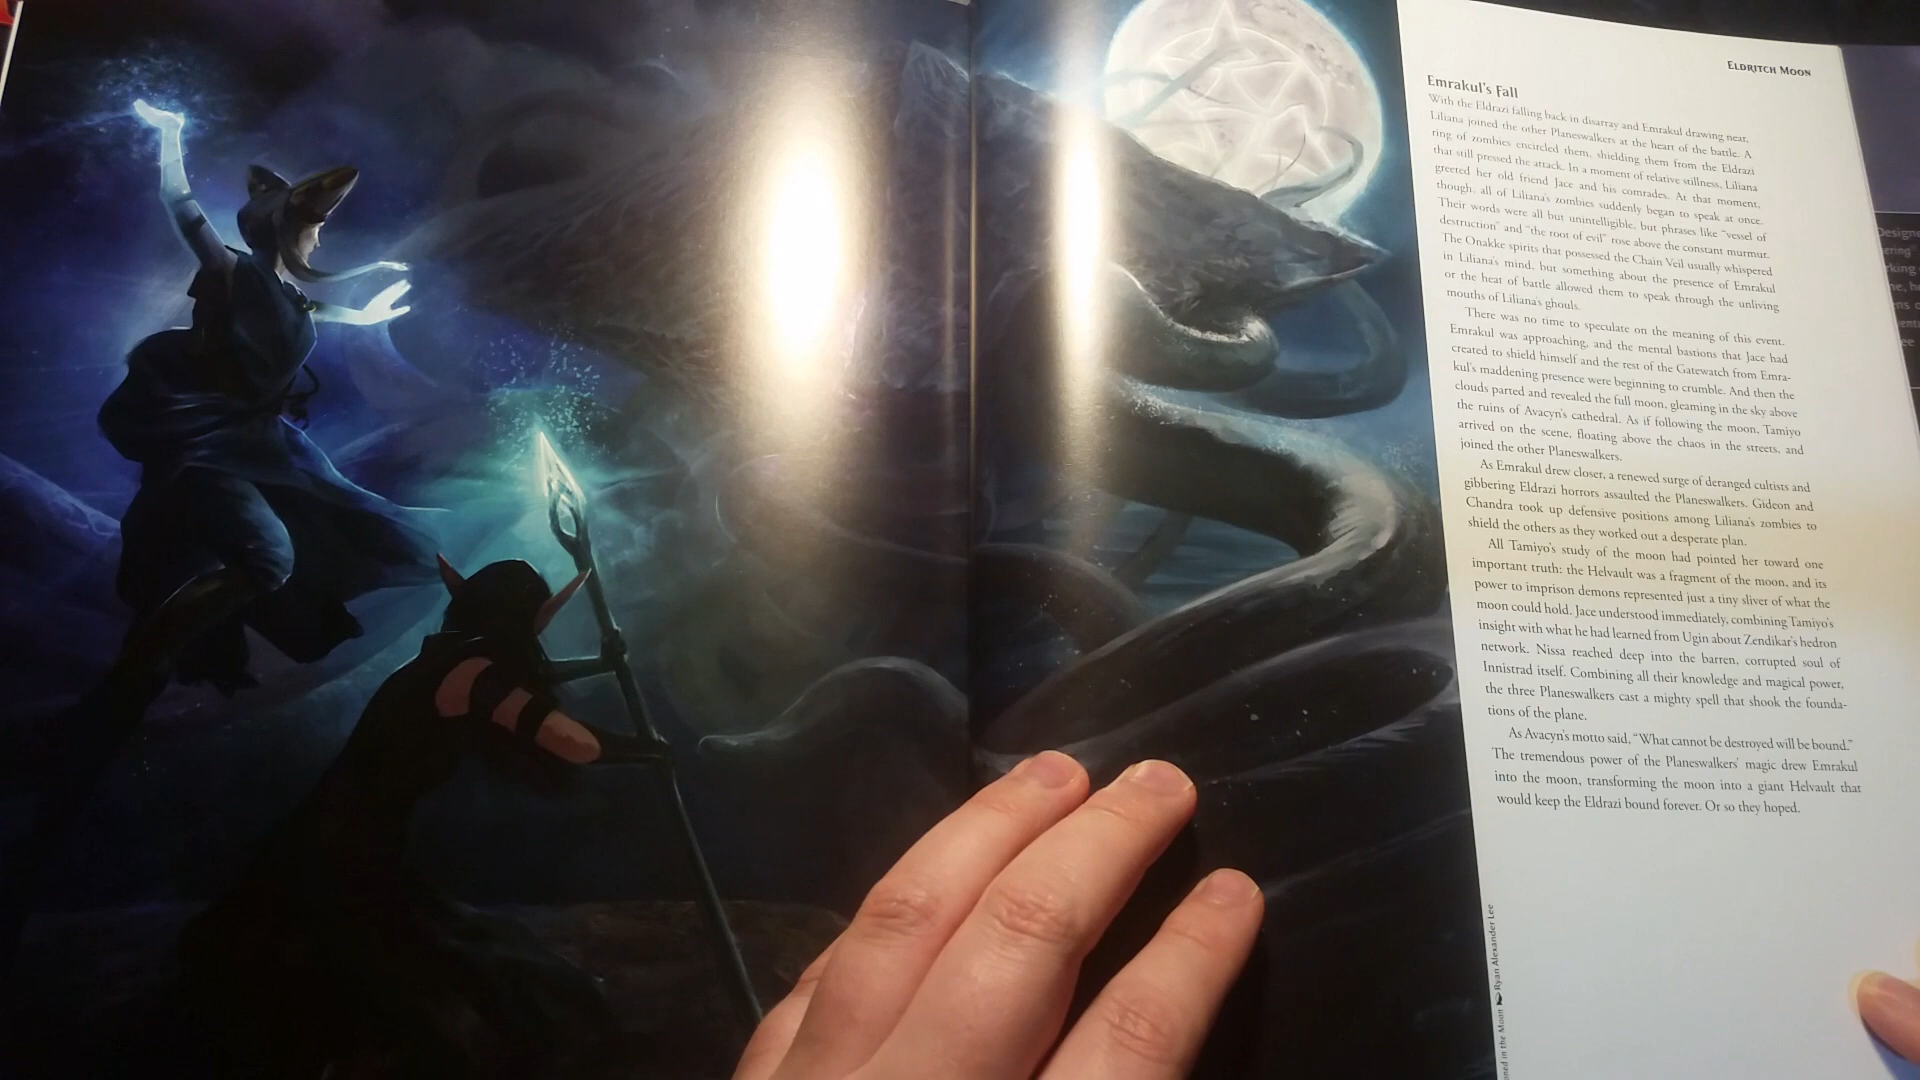 ELDRITCH MOON
Emrakul's Fall
With the Eldrazi falling back in disarray and Emrakul drawing near,
Liliana joined the other Planeswalkers at the heart of the battle. A
ring of zombies encircled them, shielding them from the Eldrazi
that still pressed the attack. In a moment of relative stillness, Liliana
greeted her old friend Jace and his comrades. At that moment,
though, all of Liliana's zombies suddenly began to speak at once.
Their words were all but unintelligible, but phrases like "vessel of
destruction" and "the root of evil" rose above the constant murmur.
The Onakke spirits that possessed the Chain Veil usually whispered
in Liliana's mind, but something about the presence of Emrakul
or the heat of battle allowed them to speak through the unliving
mouths of Liliana's ghouls.
There was no time to speculate on the meaning of this event.
Emrakul was approaching, and the mental bastions that Jace had
created to shield himself and the rest of the Gatewatch from Emra-
kul's maddening presence were beginning to crumble. And then the
clouds parted and revealed the full moon, gleaming in the sky above
the ruins of Avacyn's cathedral. As if following the moon, Tamiyo
arrived on the scene, floating above the chaos in the streets, and
joined the other Planeswalkers.
As Emrakul drew closer, a renewed surge of deranged cultists and
gibbering Eldrazi horrors assaulted the Planeswalkers. Gideon and
Chandra took up defensive positions among Liliana's zombies to
shield the others as they worked out a desperate plan.
All Tamiyo's study of the moon had pointed her toward one
important truth: the Helvault was a fragment of the moon, and its
power to imprison demons represented just a tiny sliver of what the
moon could hold. Jace understood immediately, combining Tamiyo's
insight with what he had learned from Ugin about Zendikar's hedron
network. Nissa reached deep into the barren, corrupted soul of
Innistrad itself. Combining all their knowledge and magical power,
the three Planeswalkers cast a mighty spell that shook the founda-
tions of the plane.
As Avacyn's motto said, "What cannot be destroyed will be bound."
The tremendous power of the Planeswalkers' magic drew Emrakul
into the moon, transforming the moon into a giant Helvault that
would keep the Eldrazi bound forever. Or so they hoped.
in the Moon Ryan Alexander Lee